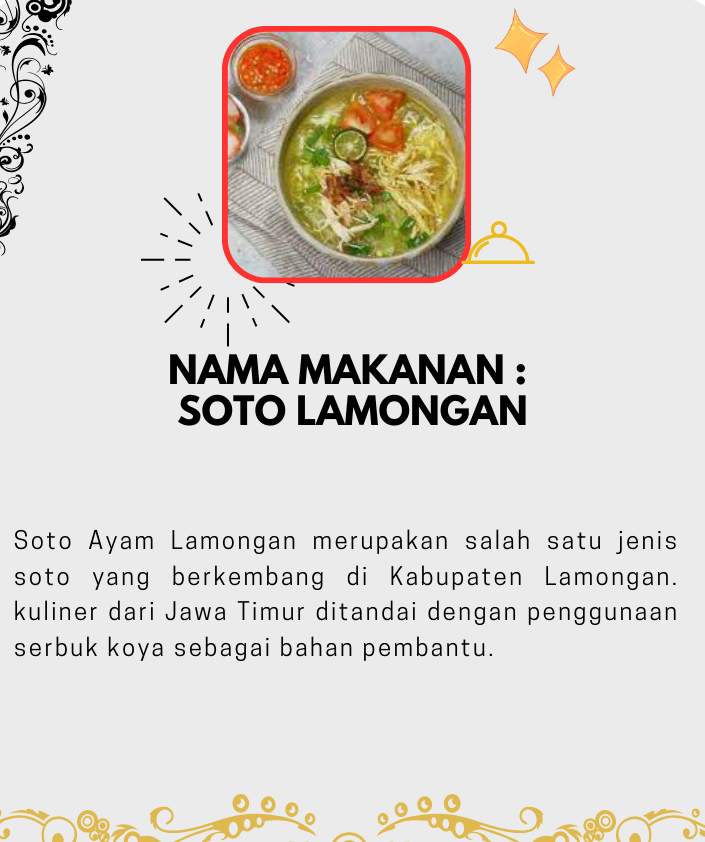 NAMA MAKANAN :
SOTO LAMONGAN
Soto Ayam Lamongan merupakan salah satu jenis
soto yang berkembang di Kabupaten Lamongan.
kuliner dari Jawa Timur ditandai dengan penggunaan
serbuk koya sebagai bahan pembantu.